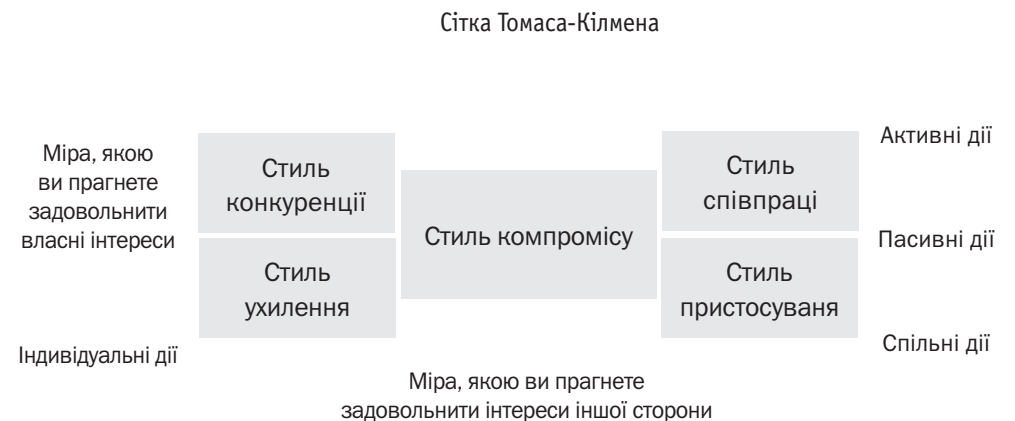 Сітка Томаса-Кілмена
Міра, якою
ви прагнете
задовольнити
власні інтереси
Стиль
конкуренції
Стиль компромісу
Стиль
співпраці
Активні дії
Пасивні дії
Стиль
ухилення
Стиль
пристосуваня
Індивідуальні дії
Спільні дії
Міра, якою ви прагнете
задовольнити інтереси іншої сторони